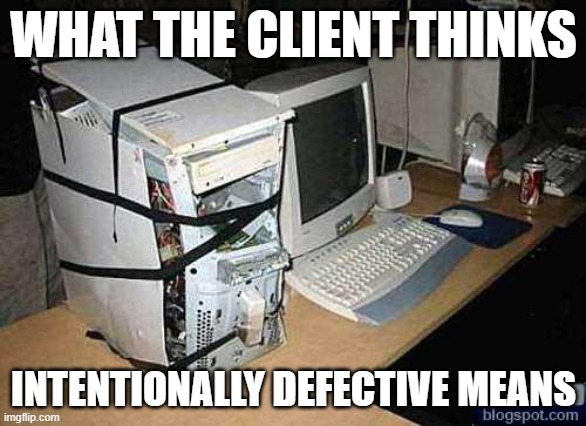 WHAT THE CLIENT THINKS
INTENTIONALLY DEFECTIVE MEANS
imgflip.com
blogspot.com